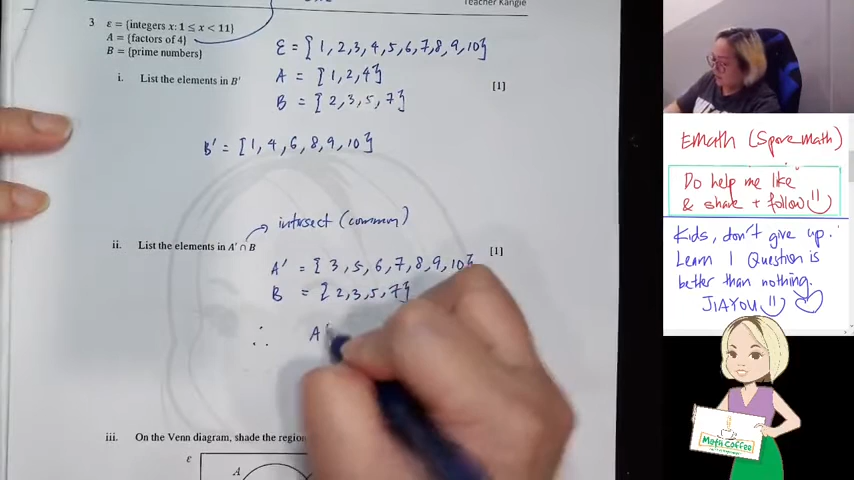 Teacher Kangie
3 ε = {integers x: 1 ≤ x < 11}
A = {factors of 4}
B = {prime numbers}
ε = {1, 2, 3, 4, 5, 6, 7, 8, 9, 10}
A = {1, 2, 4}
B = {2, 3, 5, 7}
i. List the elements in B' [1]
B' = {1, 4, 6, 8, 9, 10}
intersect (common)
ii. List the elements in A' ∩ B [1]
A' = {3, 5, 6, 7, 8, 9, 10}
B = {2, 3, 5, 7}
∴ A'
iii. On the Venn diagram, shade the region
ε
A
EMath (S'pore math)
Do help me like
& share + follow
Kids, don't give up.
Learn 1 Question is
better than nothing.
JIAYOU
Math Coffee